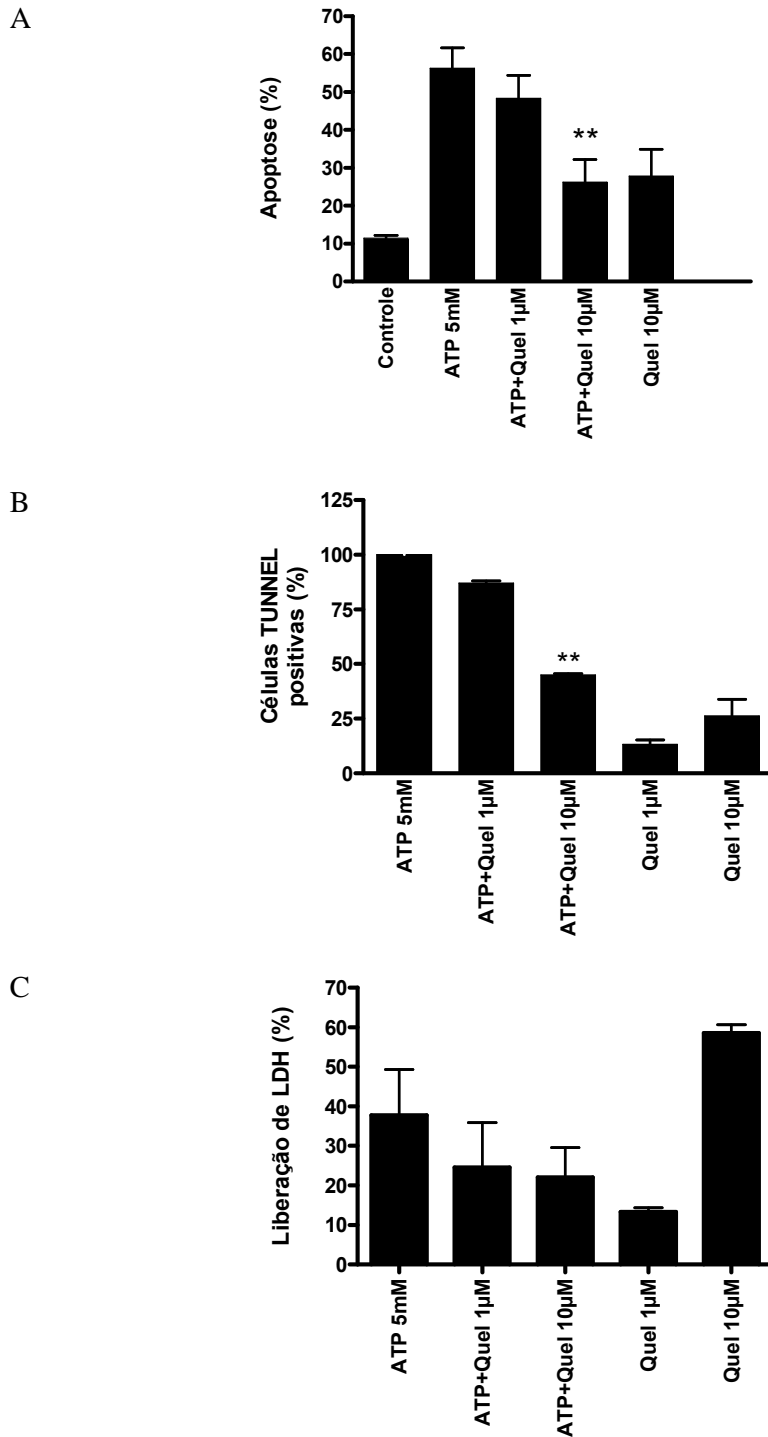 A
Apoptose (%)
70
60
50
40
30
20
10
0
**
Controle
ATP 5mM
ATP+Quel 1µM
ATP+Quel 10µM
Quel 10µM
B
Células TUNNEL
positivas (%)
125
100
75
50
25
0
**
ATP 5mM
ATP+Quel 1µM
ATP+Quel 10µM
Quel 1µM
Quel 10µM
C
Liberação de LDH (%)
70
60
50
40
30
20
10
0
ATP 5mM
ATP+Quel 1µM
ATP+Quel 10µM
Quel 1µM
Quel 10µM